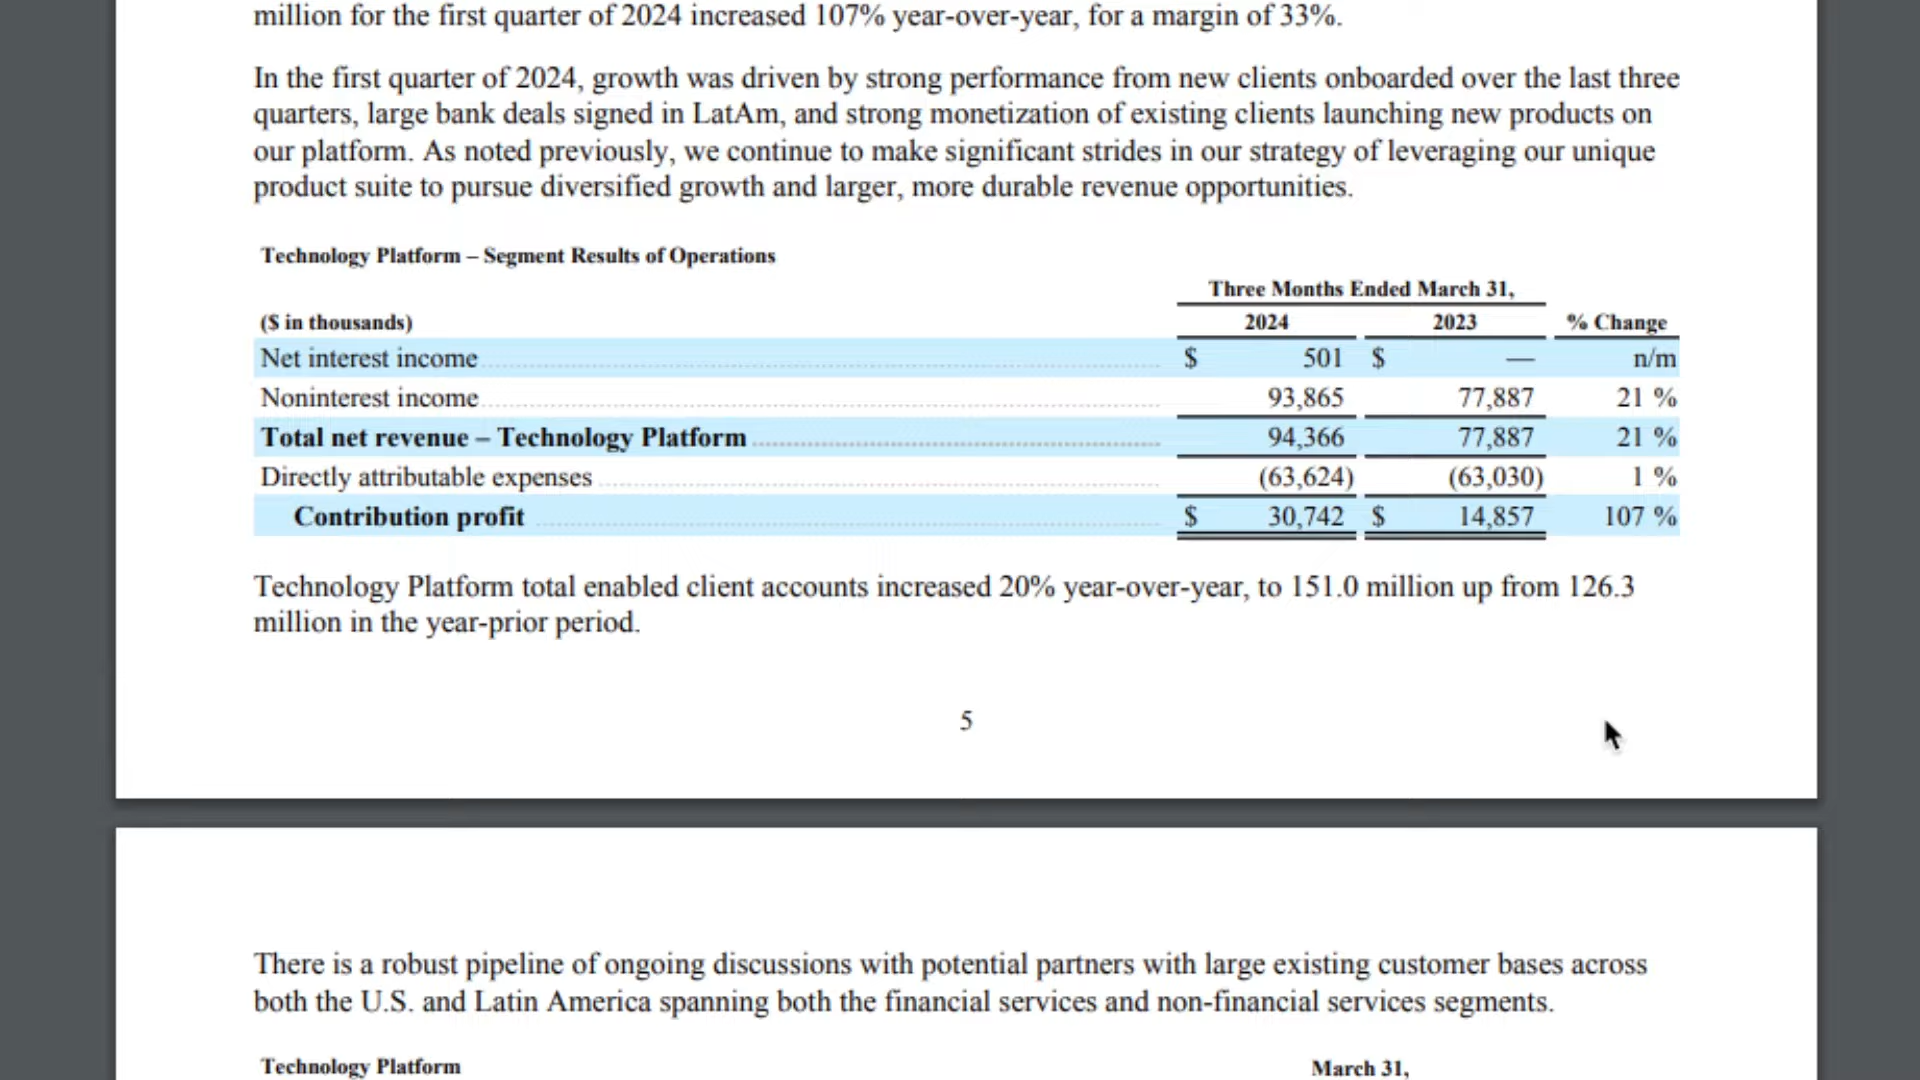 million for the first quarter of 2024 increased 107% year-over-year, for a margin of 33%.
In the first quarter of 2024, growth was driven by strong performance from new clients onboarded over the last three
quarters, large bank deals signed in LatAm, and strong monetization of existing clients launching new products on
our platform. As noted previously, we continue to make significant strides in our strategy of leveraging our unique
product suite to pursue diversified growth and larger, more durable revenue opportunities.
Technology Platform – Segment Results of Operations
Three Months Ended March 31,
($ in thousands) 2024 2023 % Change
Net interest income $ 501 $ — n/m
Noninterest income 93,865 77,887 21 %
Total net revenue – Technology Platform 94,366 77,887 21 %
Directly attributable expenses (63,624) (63,030) 1 %
Contribution profit $ 30,742 $ 14,857 107 %
Technology Platform total enabled client accounts increased 20% year-over-year, to 151.0 million up from 126.3
million in the year-prior period.
5
There is a robust pipeline of ongoing discussions with potential partners with large existing customer bases across
both the U.S. and Latin America spanning both the financial services and non-financial services segments.
Technology Platform March 31,